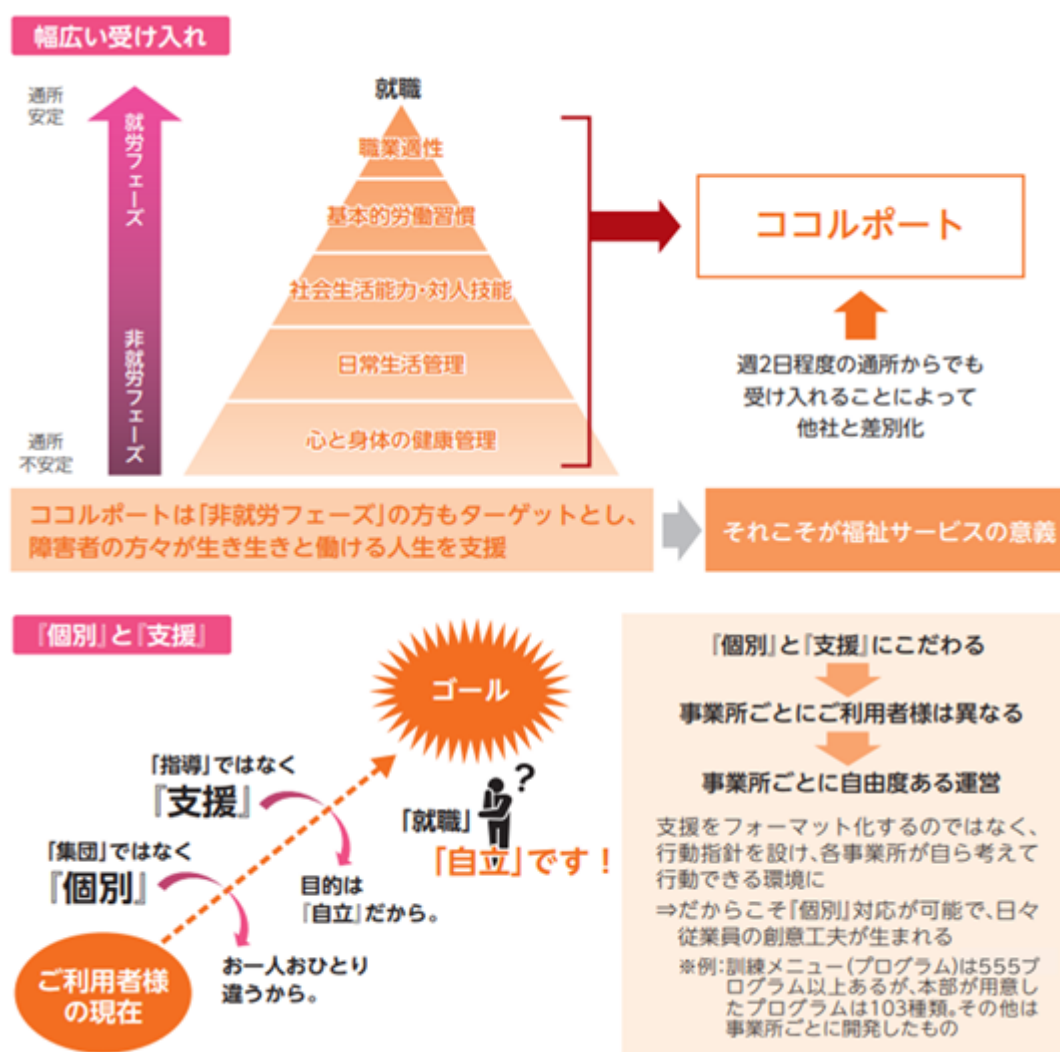 幅広い受け入れ
通所
安定
就労フェーズ
非就労フェーズ
通所
不安定
就職
職業適性
基本的労働習慣
社会生活能力・対人技能
日常生活管理
心と身体の健康管理
ココルポート
週2日程度の通所からでも
受け入れることによって
他社と差別化
ココルポートは「非就労フェーズ」の方もターゲットとし、
障害者の方々が生き生きと働ける人生を支援
それこそが福祉サービスの意義
『個別』と『支援』
ゴール
「指導」ではなく
『支援』
「集団」ではなく
『個別』
?
「就職」
「自立」です!
目的は
『自立』だから。
お一人おひとり
違うから。
ご利用者様
の現在
『個別』と『支援』にこだわる
事業所ごとにご利用者様は異なる
事業所ごとに自由度ある運営
支援をフォーマット化するのではなく、
行動指針を設け、各事業所が自ら考えて
行動できる環境に
⇒だからこそ『個別』対応が可能で、日々
従業員の創意工夫が生まれる
※例:訓練メニュー(プログラム)は555プ
ログラム以上あるが、本部が用意し
たプログラムは103種類。その他は
事業所ごとに開発したもの